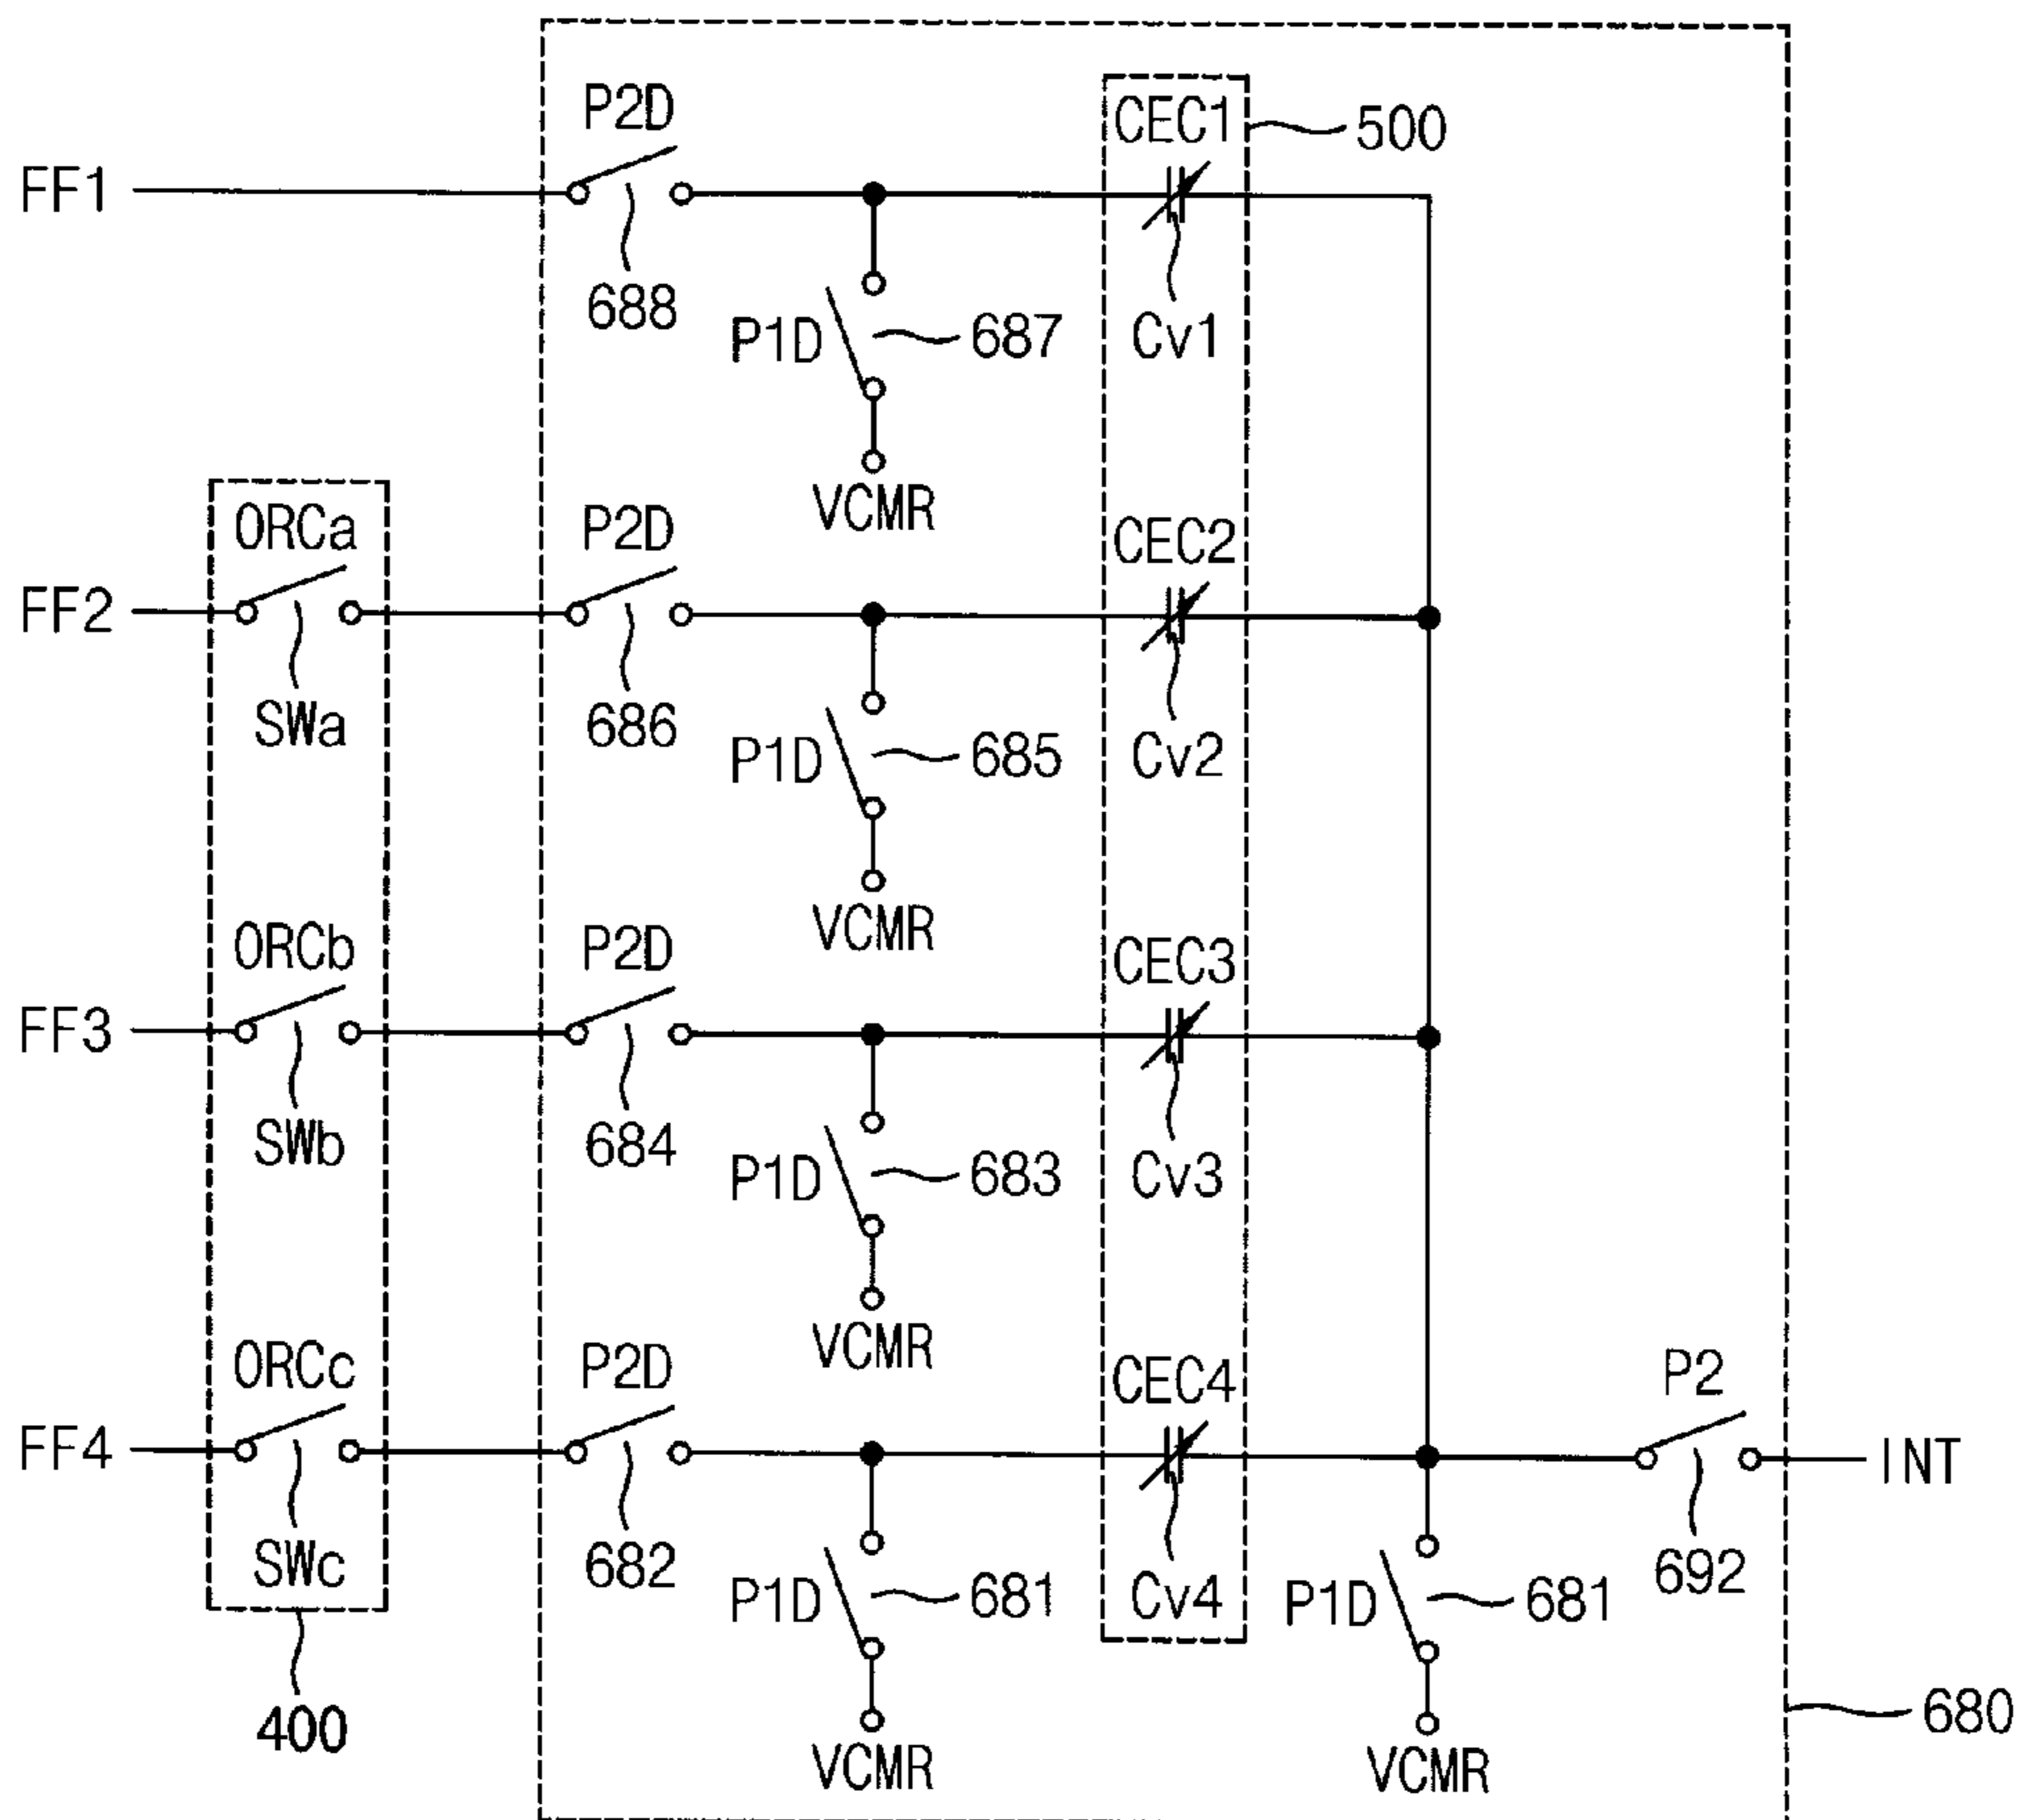 P2D
CEC1
500
FF1
688
P1D
687
Cv1
VCMR
ORCa
P2D
CEC2
FF2
SWa
686
P1D
685
Cv2
VCMR
ORCb
P2D
CEC3
FF3
SWb
684
P1D
683
Cv3
VCMR
ORCc
P2D
CEC4
P2
FF4
INT
SWc
682
P1D
681
Cv4
P1D
681
692
400
VCMR
VCMR
680